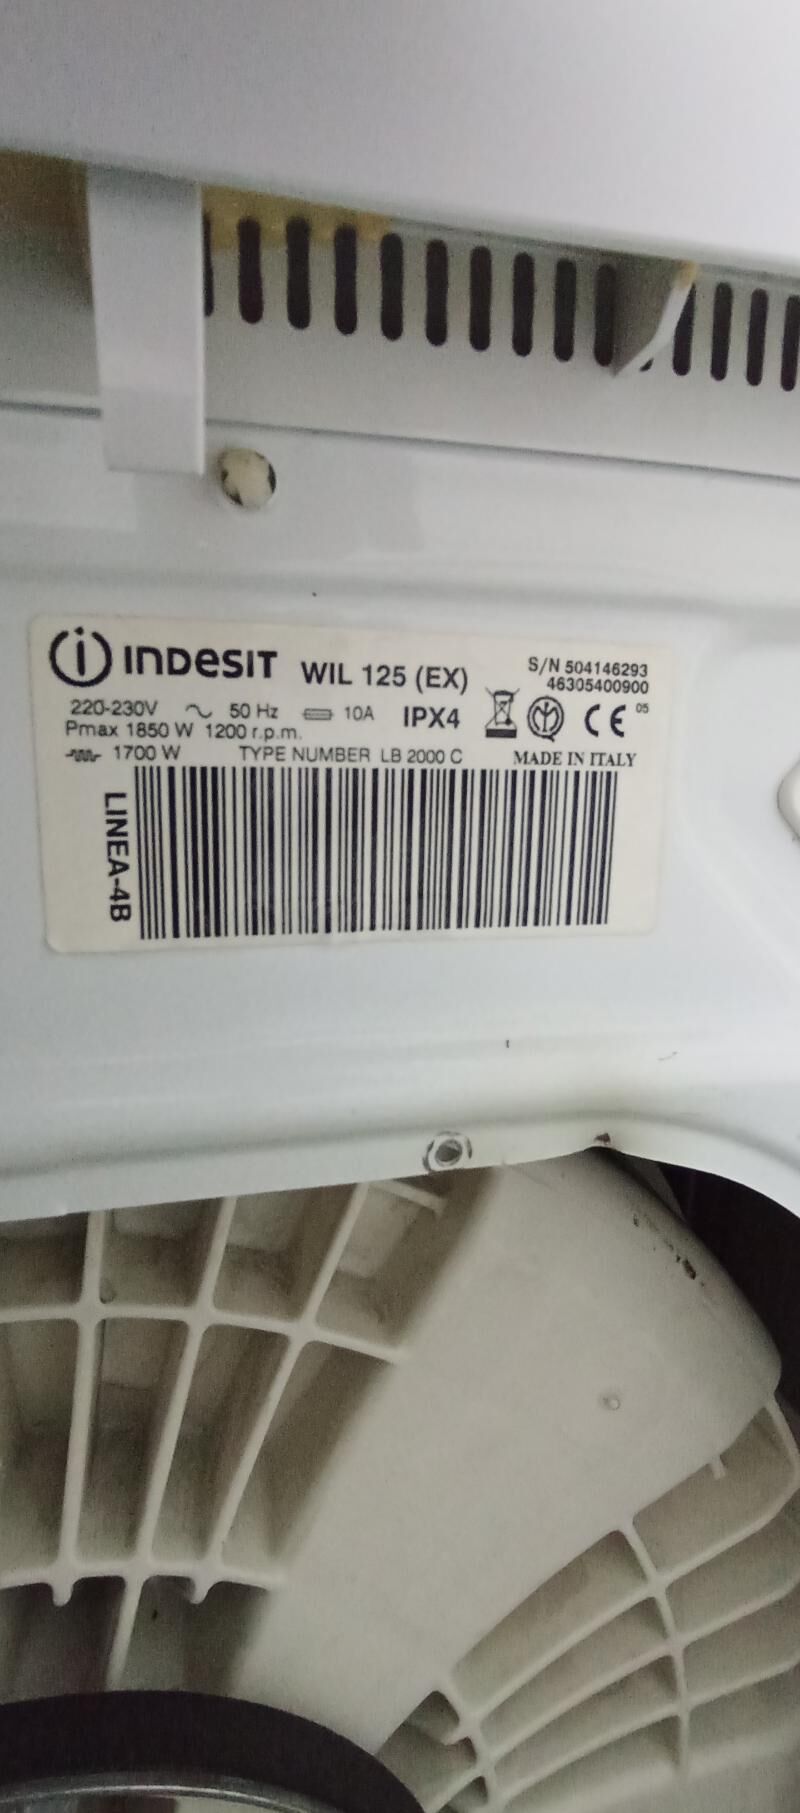 INDESIT WIL 125 (EX) S/N 504146293
46305400900
220-230V 50 Hz 10A IPX4 CE 05
Pmax 1850 W 1200 r.p.m.
1700 W TYPE NUMBER LB 2000 C MADE IN ITALY
LINEA-4B